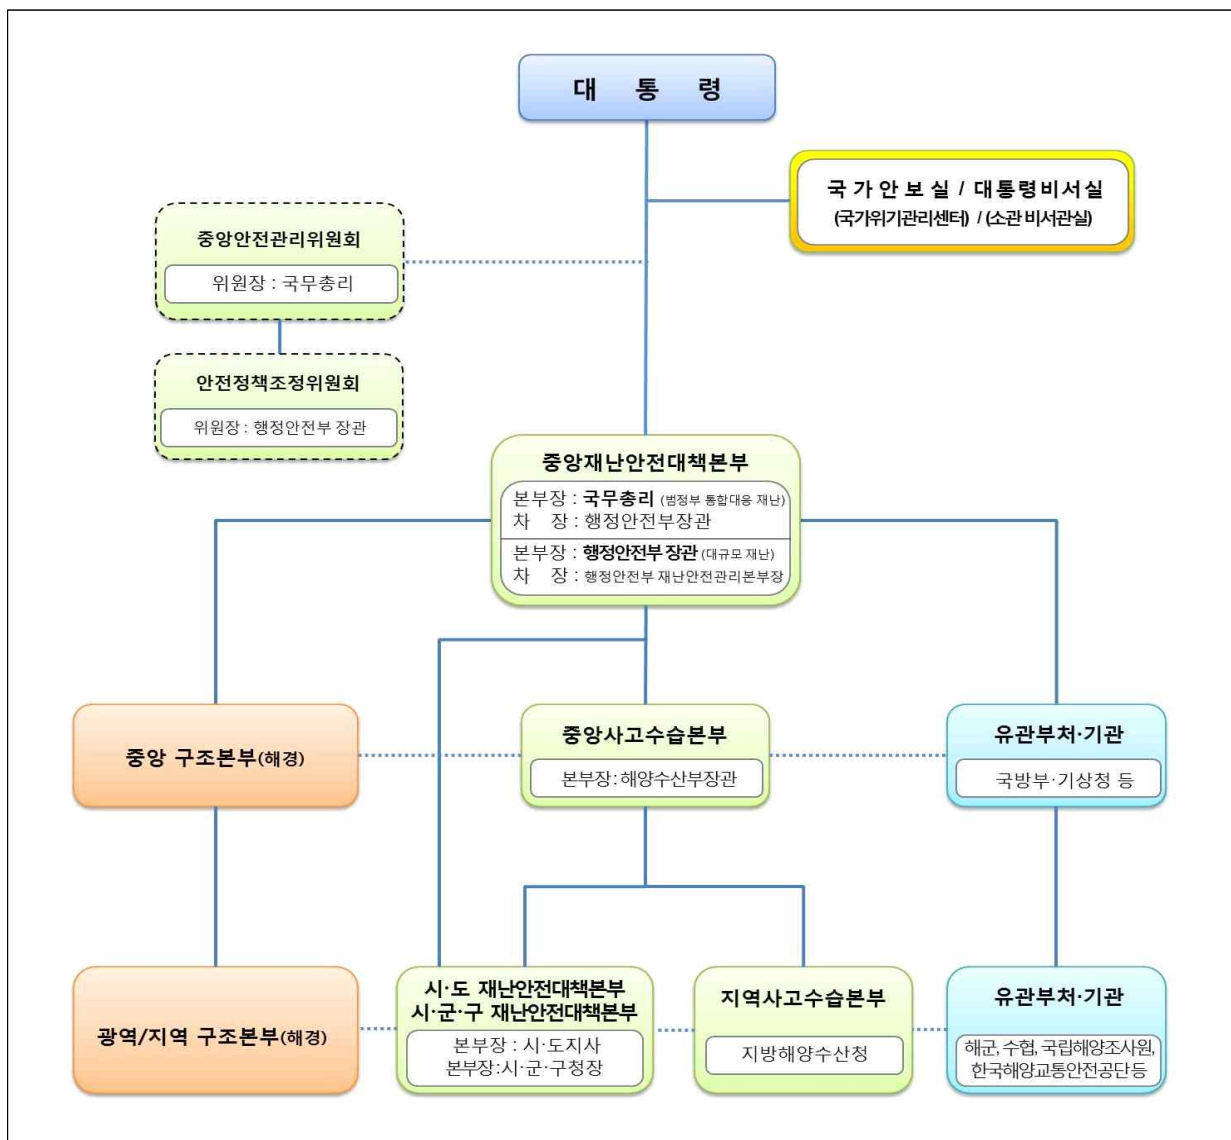 대 통 령
국 가 안 보 실 / 대 통 령 비 서 실
(국가위기관리센터) / (소관 비서관실)
중앙안전관리위원회
위원장 : 국무총리
안전정책조정위원회
위원장 : 행정안전부 장관
중앙재난안전대책본부
본부장 : 국무총리 (범정부 통합대응 재난)
차 장 : 행정안전부장관
본부장 : 행정안전부 장관 (대규모 재난)
차 장 : 행정안전부 재난안전관리본부장
중앙 구조본부(해경)
중앙사고수습본부
본부장:해양수산부장관
유관부처·기관
국방부·기상청 등
광역/지역 구조본부(해경)
시·도 재난안전대책본부
시·군·구 재난안전대책본부
본부장 : 시·도지사
본부장:시·군·구청장
지역사고수습본부
지방해양수산청
유관부처·기관
해군, 수협, 국립해양조사원,
한국해양교통안전공단 등